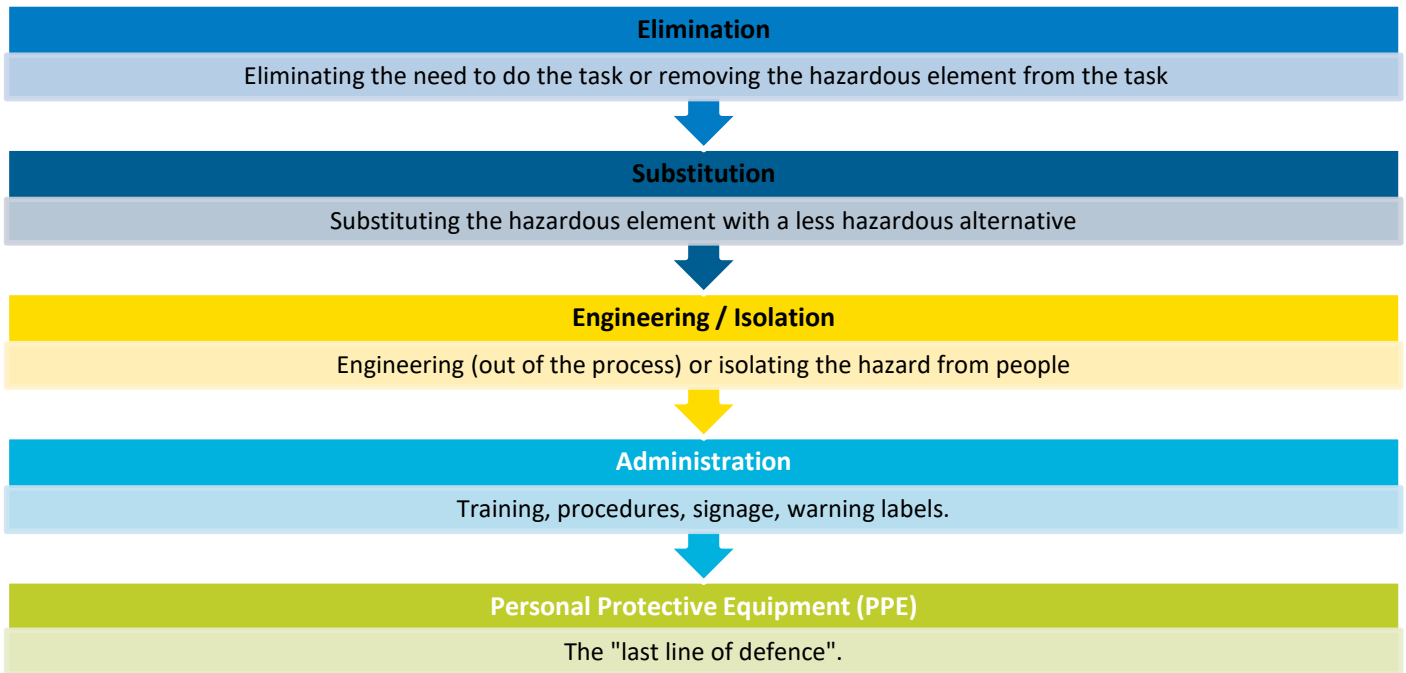 Elimination
Eliminating the need to do the task or removing the hazardous element from the task
Substitution
Substituting the hazardous element with a less hazardous alternative
Engineering / Isolation
Engineering (out of the process) or isolating the hazard from people
Administration
Training, procedures, signage, warning labels.
Personal Protective Equipment (PPE)
The "last line of defence".